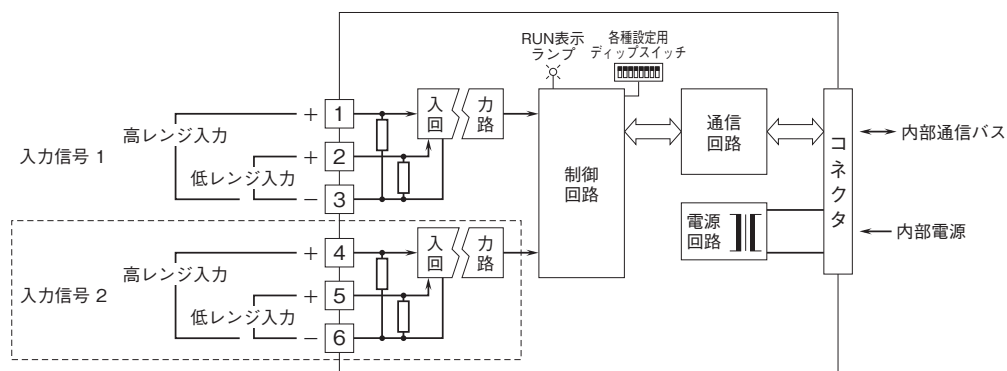 RUN表示
ランプ
各種設定用
ディップスイッチ
入力信号 1
高レンジ入力
低レンジ入力
+ 1
+ 2
− 3
入 力
回 路
制御
回路
通信
回路
電源
回路
コネクタ
内部通信バス
内部電源
入力信号 2
高レンジ入力
低レンジ入力
+ 4
+ 5
− 6
入 力
回 路